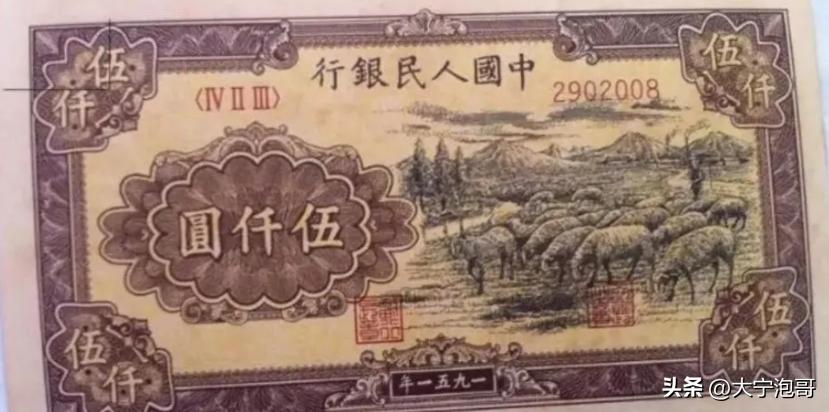 伍仟
中國人民銀行
伍仟
〈IV II III〉
2902008
伍仟圓
伍仟
一九五一年
伍仟
头条 @大宁泡哥